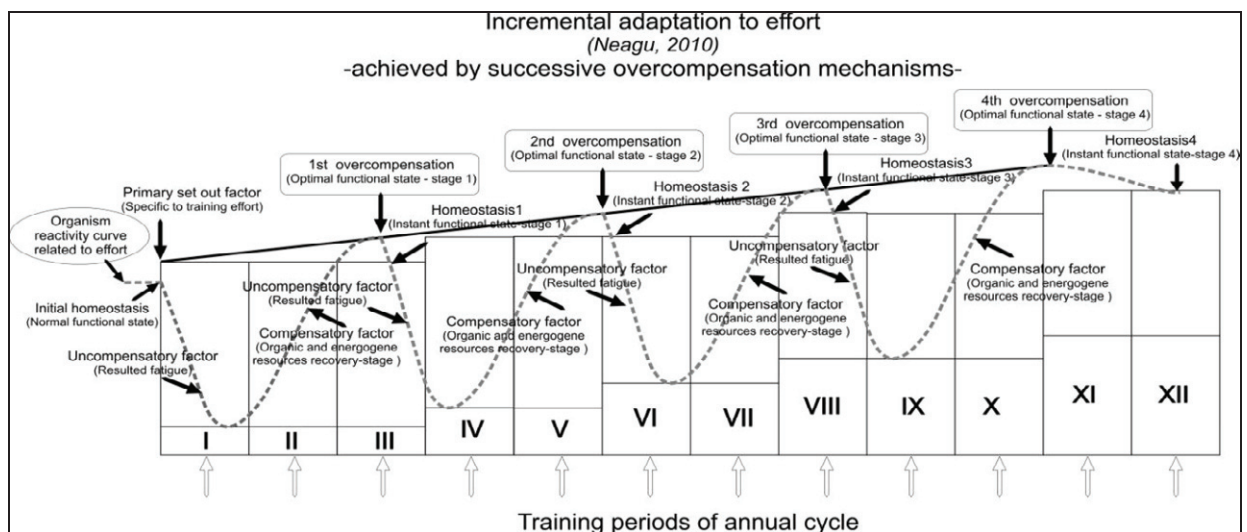 Incremental adaptation to effort
(Neagu, 2010)
-achieved by successive overcompensation mechanisms-
4th overcompensation
(Optimal functional state - stage 4)
3rd overcompensation
(Optimal functional state - stage 3)
2nd overcompensation
(Optimal functional state - stage 2)
1st overcompensation
(Optimal functional state - stage 1)
Homeostasis4
(Instant functional state-stage 4)
Homeostasis3
(Instant functional state-stage 3)
Homeostasis 2
(Instant functional state-stage 2)
Homeostasis1
(Instant functional state-stage 1)
Primary set out factor
(Specific to training effort)
Organism
reactivity curve
related to effort
Initial homeostasis
(Normal functional state)
Uncompensatory factor
(Resulted fatigue)
Uncompensatory factor
(Resulted fatigue)
Compensatory factor
(Organic and energogene
resources recovery-stage )
Uncompensatory factor
(Resulted fatigue)
Compensatory factor
(Organic and energogene
resources recovery-stage )
Uncompensatory factor
(Resulted fatigue)
Compensatory factor
(Organic and energogene
resources recovery-stage )
Compensatory factor
(Organic and energogene
resources recovery-stage )
I II III IV V VI VII VIII IX X XI XII
Training periods of annual cycle